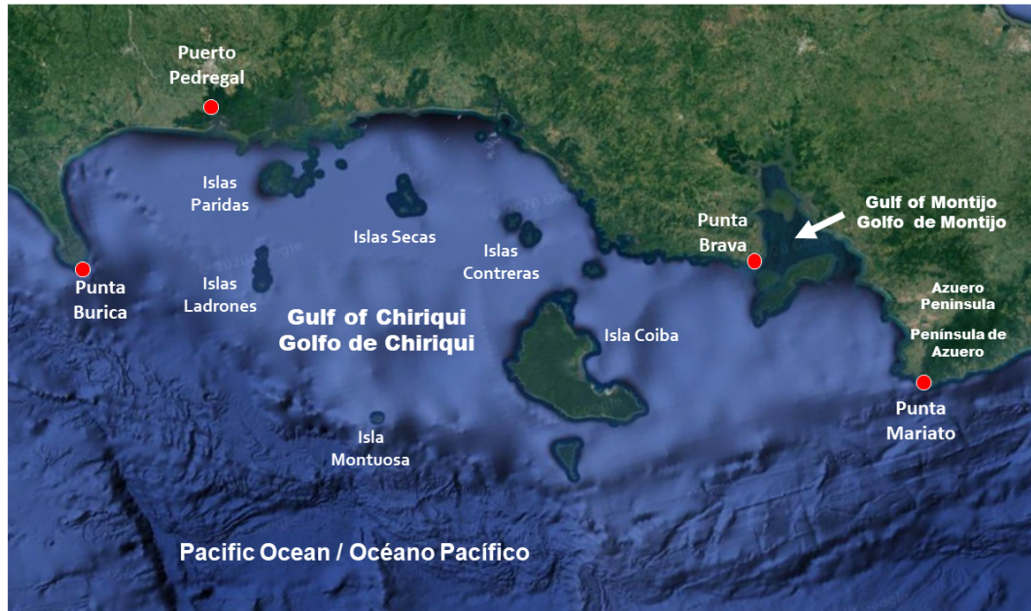 Puerto
Pedregal
Islas
Paridas
Islas Secas
Islas
Contreras
Punta
Brava
Gulf of Montijo
Golfo de Montijo
Punta
Burica
Islas
Ladrones
Gulf of Chiriqui
Golfo de Chiriqui
Isla Coiba
Azuero
Peninsula
Península de
Azuero
Punta
Mariato
Isla
Montuosa
Pacific Ocean / Océano Pacífico